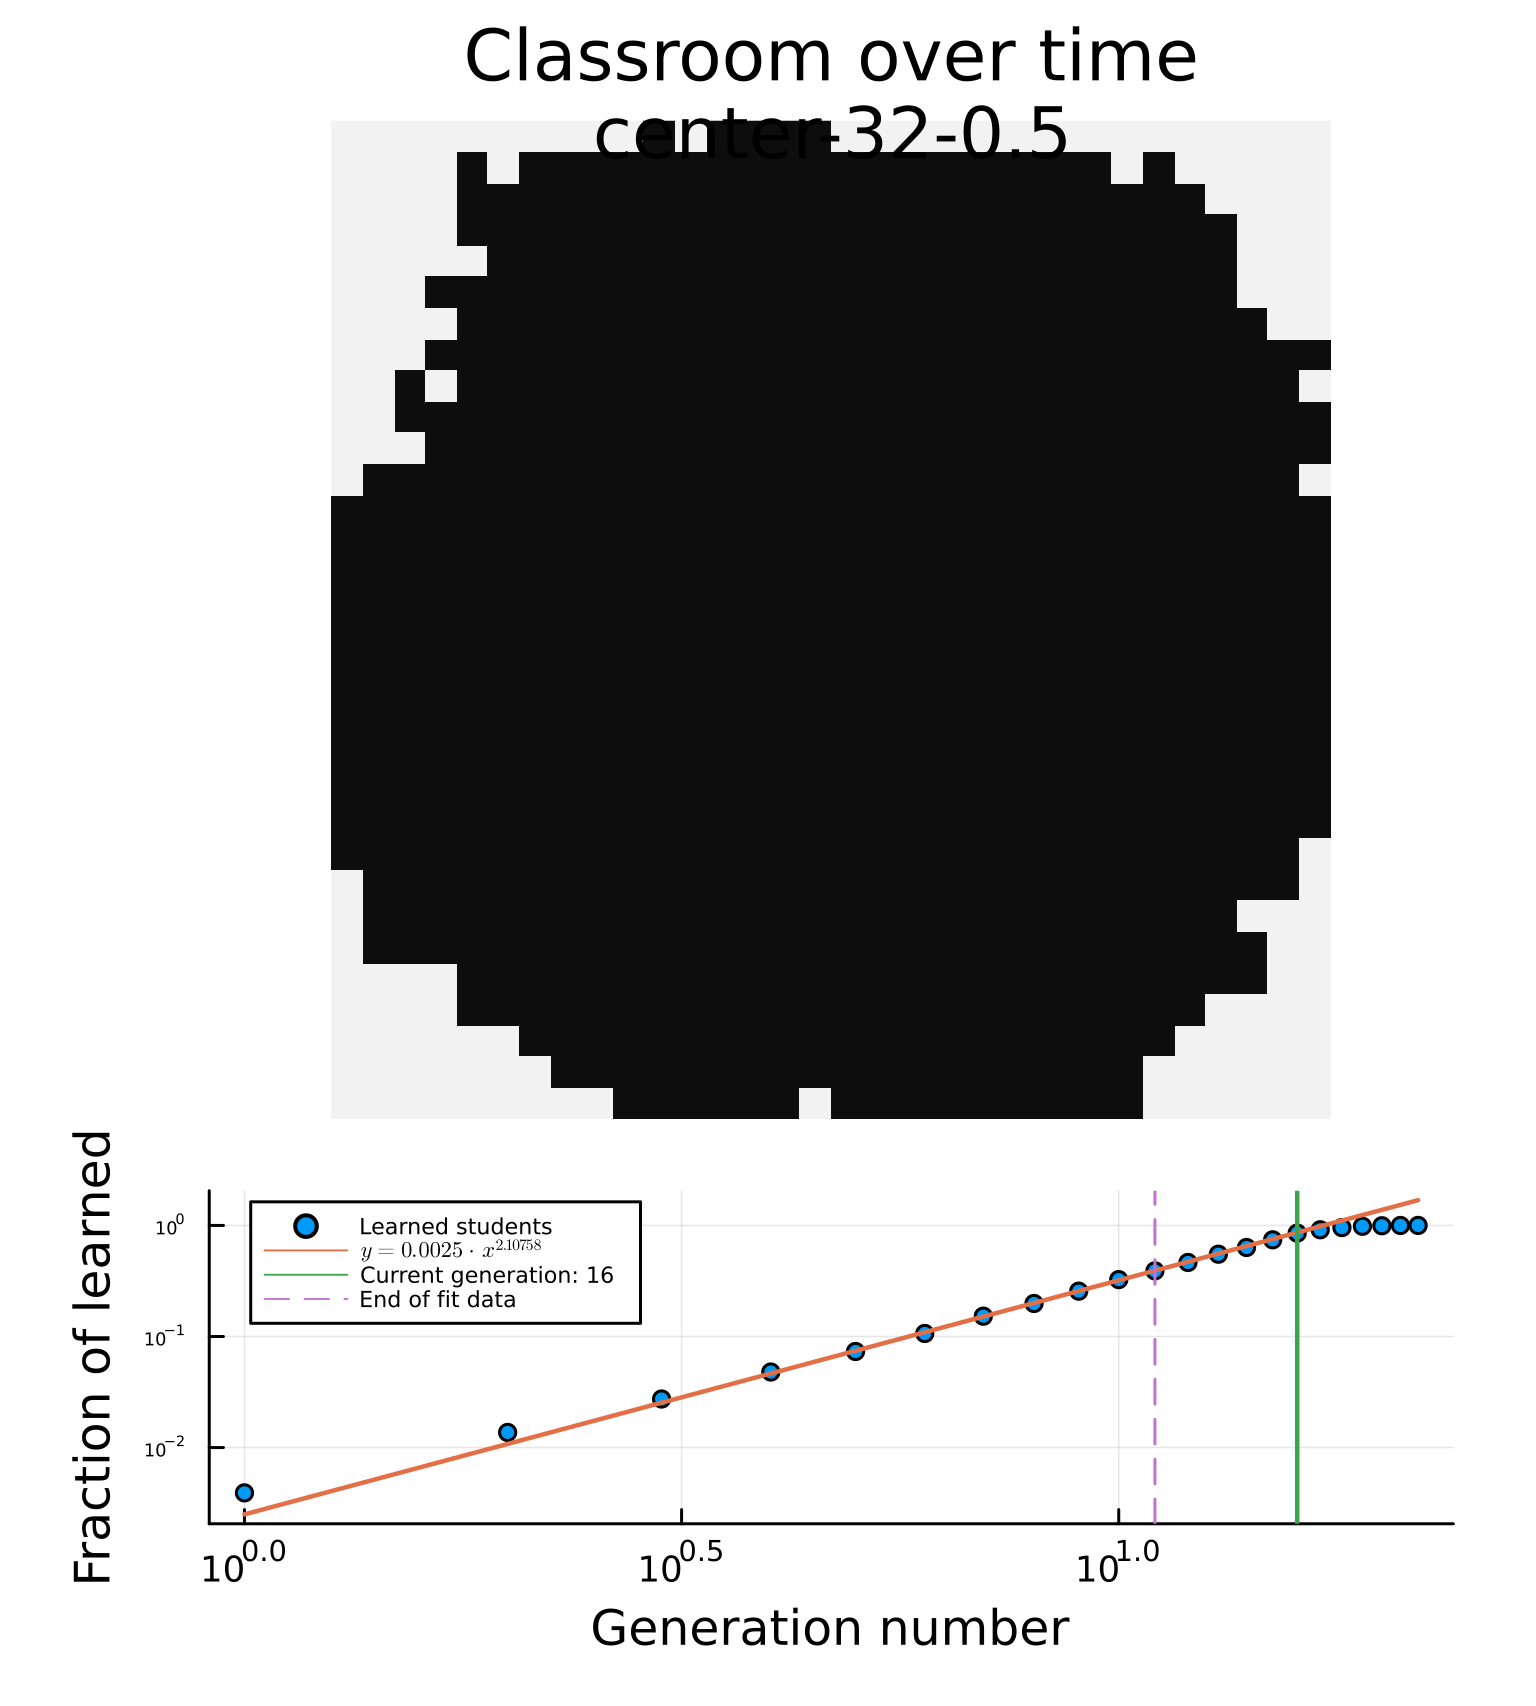 Classroom over time
center-32-0.5
Fraction of learned
10⁰
10⁻¹
10⁻²
Learned students
y = 0.0025 · x^2.10758
Current generation: 16
End of fit data
10^0.0 10^0.5 10^1.0
Generation number